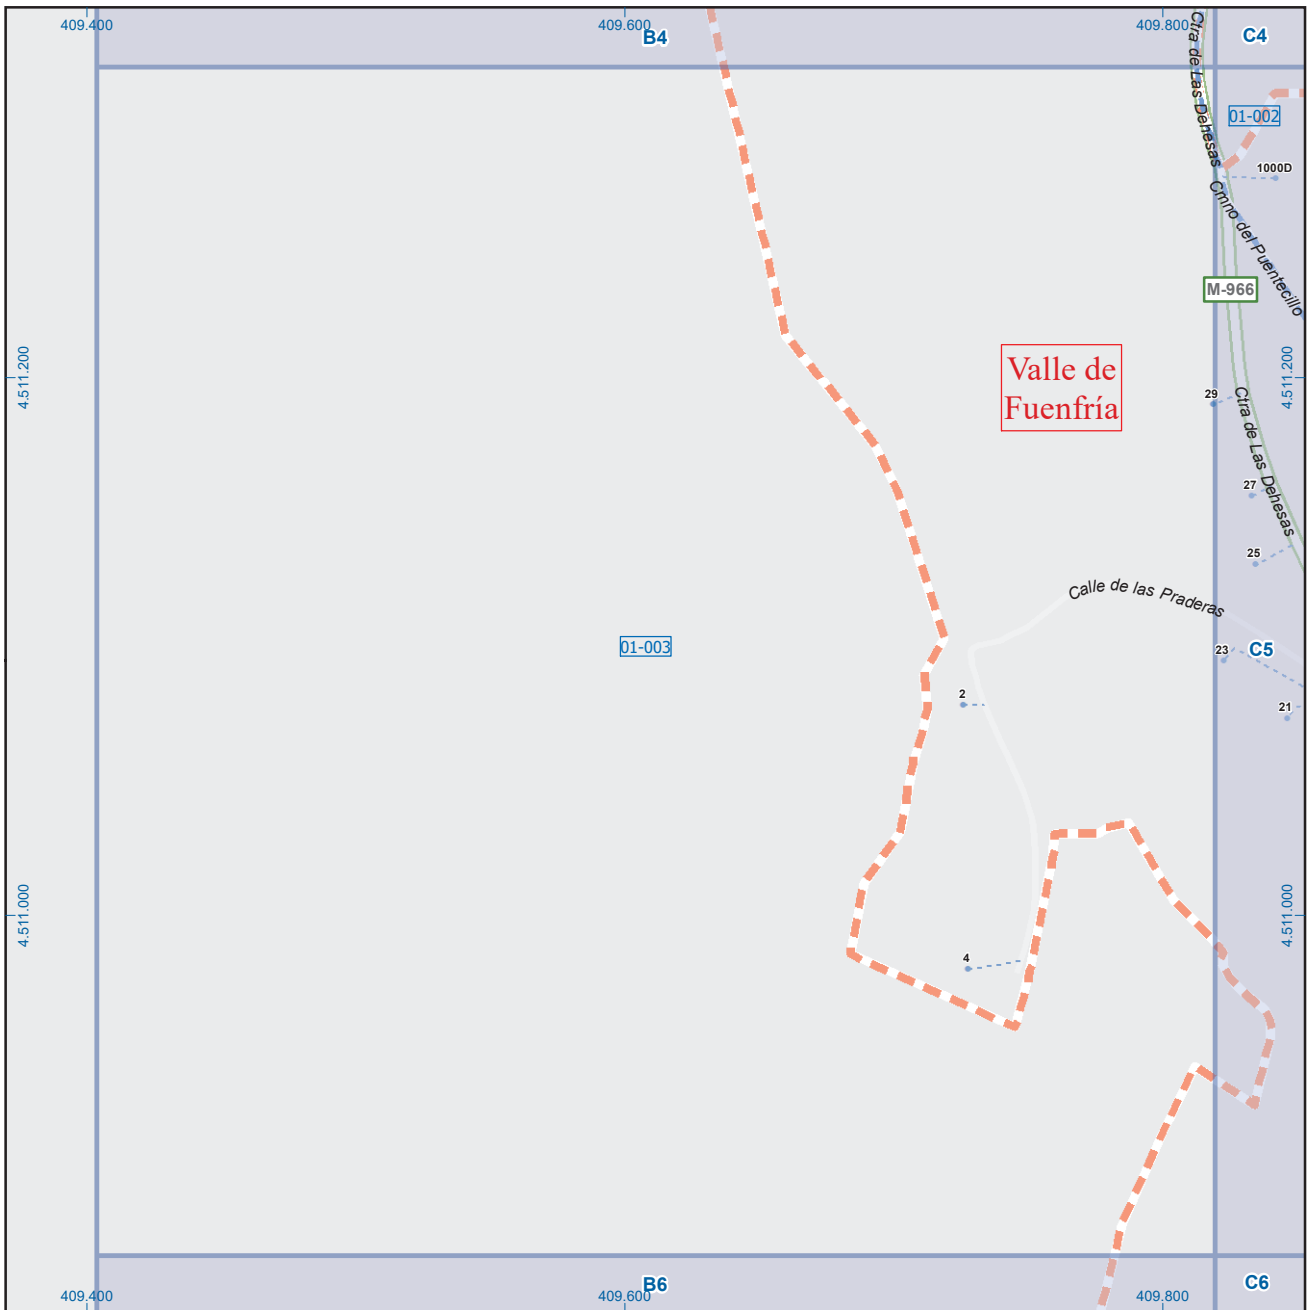 409.400
409.600
409.800
B4
C4
Ctra de Las Dehesas
01-002
1000D
Cmno del Puentecillo
M-966
Valle de
Fuenfría
4.511.200
4.511.200
29
Ctra de Las Dehesas
27
25
Calle de las Praderas
01-003
23
C5
2
21
4.511.000
4.511.000
4
B6
C6
409.400
409.600
409.800